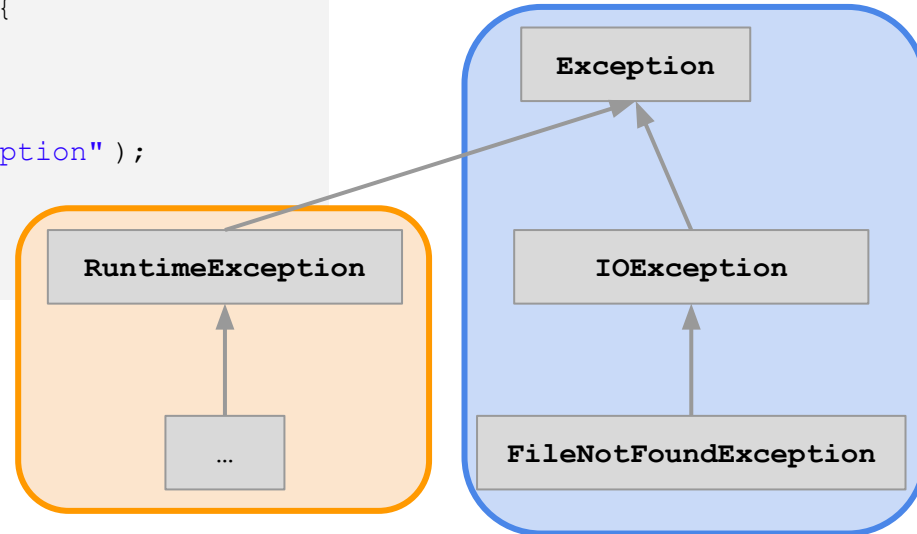 {
ption" );
Exception
RuntimeException
IOException
…
FileNotFoundException